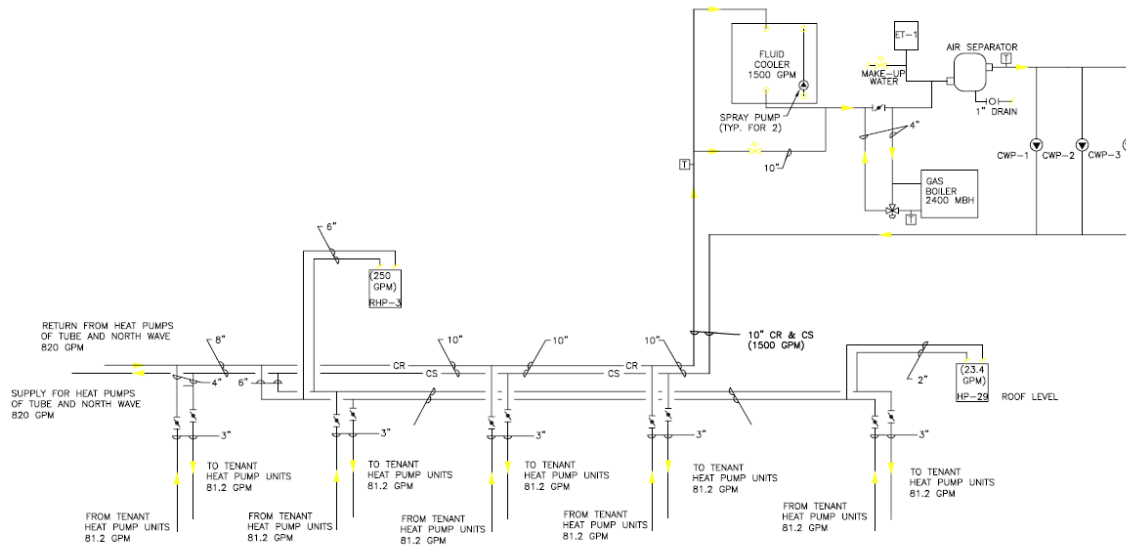 ET-1
AIR SEPARATOR
T
FLUID
COOLER
1500 GPM
MAKE-UP
WATER
1" DRAIN
SPRAY PUMP
(TYP. FOR 2)
4"
CWP-1
CWP-2
CWP-3
T
10"
GAS
BOILER
2400 MBH
T
6"
(250
GPM)
RHP-3
RETURN FROM HEAT PUMPS
OF TUBE AND NORTH WAVE
820 GPM
8"
10"
10"
10"
10" CR & CS
(1500 GPM)
CR
CS
CR
CS
4"
6"
2"
(23.4
GPM)
HP-29
ROOF LEVEL
SUPPLY FOR HEAT PUMPS
OF TUBE AND NORTH WAVE
820 GPM
3"
3"
3"
3"
3"
TO TENANT
HEAT PUMP UNITS
81.2 GPM
TO TENANT
HEAT PUMP UNITS
81.2 GPM
TO TENANT
HEAT PUMP UNITS
81.2 GPM
TO TENANT
HEAT PUMP UNITS
81.2 GPM
TO TENANT
HEAT PUMP UNITS
81.2 GPM
FROM TENANT
HEAT PUMP UNITS
81.2 GPM
FROM TENANT
HEAT PUMP UNITS
81.2 GPM
FROM TENANT
HEAT PUMP UNITS
81.2 GPM
FROM TENANT
HEAT PUMP UNITS
81.2 GPM
FROM TENANT
HEAT PUMP UNITS
81.2 GPM